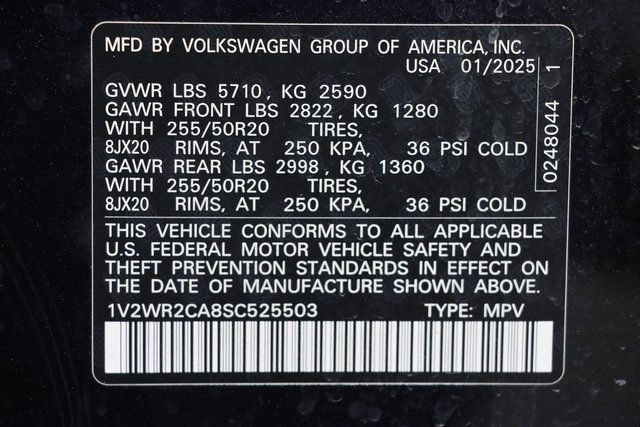 MFD BY VOLKSWAGEN GROUP OF AMERICA, INC.
USA 01/2025
GVWR LBS 5710, KG 2590
GAWR FRONT LBS 2822, KG 1280
WITH 255/50R20 TIRES,
8JX20 RIMS, AT 250 KPA, 36 PSI COLD
GAWR REAR LBS 2998, KG 1360
WITH 255/50R20 TIRES,
8JX20 RIMS, AT 250 KPA, 36 PSI COLD
0248044 1
THIS VEHICLE CONFORMS TO ALL APPLICABLE
U.S. FEDERAL MOTOR VEHICLE SAFETY AND
THEFT PREVENTION STANDARDS IN EFFECT ON
THE DATE OF MANUFACTURE SHOWN ABOVE.
1V2WR2CA8SC525503 TYPE: MPV